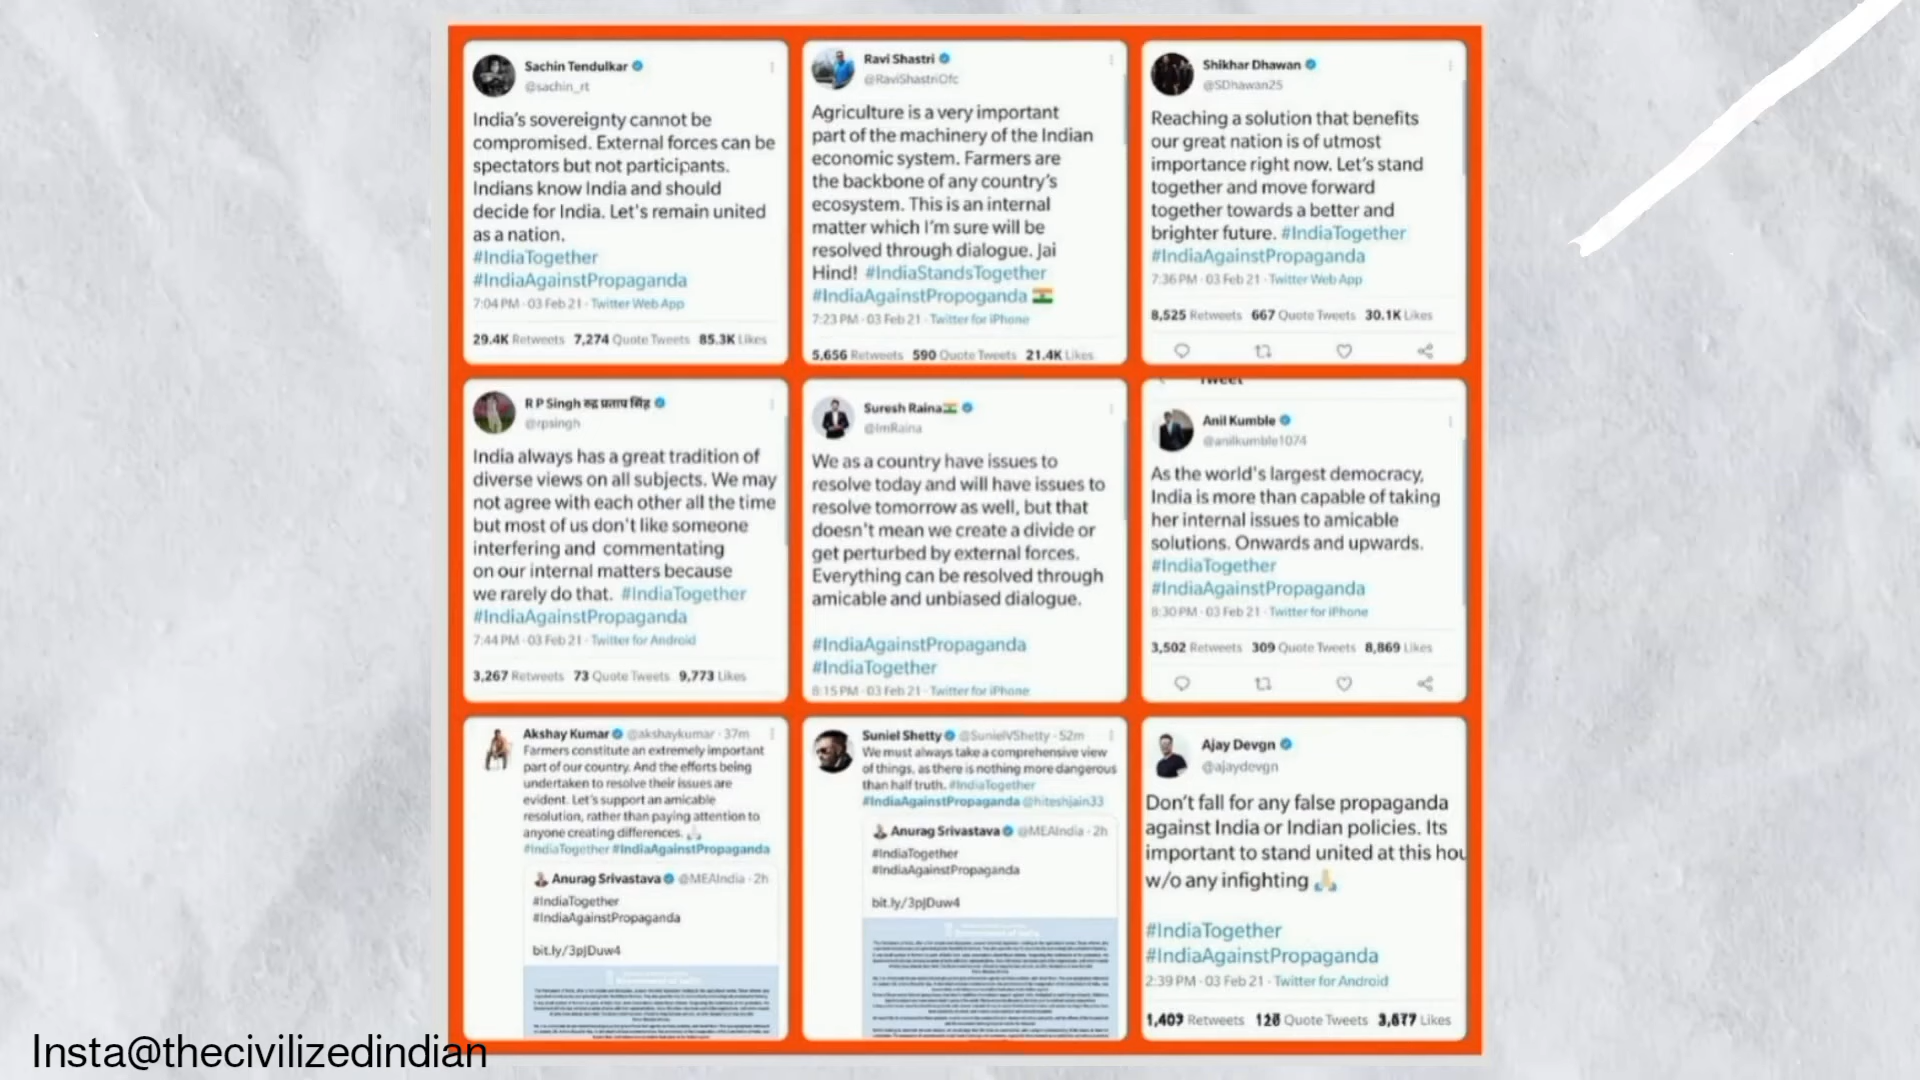 Sachin Tendulkar
@sachin_rt
India's sovereignty cannot be
compromised. External forces can be
spectators but not participants.
Indians know India and should
decide for India. Let's remain united
as a nation.
#IndiaTogether
#IndiaAgainstPropaganda
7:04 PM · 03 Feb 21 · Twitter Web App
29.4K Retweets 7,274 Quote Tweets 85.3K Likes
Ravi Shastri
@RaviShastriOfc
Agriculture is a very important
part of the machinery of the Indian
economic system. Farmers are
the backbone of any country's
ecosystem. This is an internal
matter which I'm sure will be
resolved through dialogue. Jai
Hind! #IndiaStandsTogether
#IndiaAgainstPropoganda
7:23 PM · 03 Feb 21 · Twitter for iPhone
5,656 Retweets 590 Quote Tweets 21.4K Likes
Shikhar Dhawan
@SDhawan25
Reaching a solution that benefits
our great nation is of utmost
importance right now. Let's stand
together and move forward
together towards a better and
brighter future. #IndiaTogether
#IndiaAgainstPropaganda
7:36 PM · 03 Feb 21 · Twitter Web App
8,525 Retweets 667 Quote Tweets 30.1K Likes
R P Singh रुद्र प्रताप सिंह
@rpsingh
India always has a great tradition of
diverse views on all subjects. We may
not agree with each other all the time
but most of us don't like someone
interfering and commentating
on our internal matters because
we rarely do that. #IndiaTogether
#IndiaAgainstPropaganda
7:44 PM · 03 Feb 21 · Twitter for Android
3,267 Retweets 73 Quote Tweets 9,773 Likes
Suresh Raina
@ImRaina
We as a country have issues to
resolve today and will have issues to
resolve tomorrow as well, but that
doesn't mean we create a divide or
get perturbed by external forces.
Everything can be resolved through
amicable and unbiased dialogue.
#IndiaAgainstPropaganda
#IndiaTogether
8:15 PM · 03 Feb 21 · Twitter for iPhone
Tweet
Anil Kumble
@anilkumble1074
As the world's largest democracy,
India is more than capable of taking
her internal issues to amicable
solutions. Onwards and upwards.
#IndiaTogether
#IndiaAgainstPropaganda
8:30 PM · 03 Feb 21 · Twitter for iPhone
3,502 Retweets 309 Quote Tweets 8,869 Likes
Akshay Kumar @akshaykumar · 37m
Farmers constitute an extremely important
part of our country. And the efforts being
undertaken to resolve their issues are
evident. Let's support an amicable
resolution, rather than paying attention to
anyone creating differences.
#IndiaTogether #IndiaAgainstPropaganda
Anurag Srivastava @MEAIndia · 2h
#IndiaTogether
#IndiaAgainstPropaganda
bit.ly/3pJDuw4
Suniel Shetty @SunielVShetty · 52m
We must always take a comprehensive view
of things, as there is nothing more dangerous
than half truth. #IndiaTogether
#IndiaAgainstPropaganda @hiteshjain33
Anurag Srivastava @MEAIndia · 2h
#IndiaTogether
#IndiaAgainstPropaganda
bit.ly/3pJDuw4
Ajay Devgn
@ajaydevgn
Don't fall for any false propaganda
against India or Indian policies. Its
important to stand united at this hou
w/o any infighting
#IndiaTogether
#IndiaAgainstPropaganda
2:39 PM · 03 Feb 21 · Twitter for Android
Retweets Quote Tweets Likes
Insta@thecivilizedindian